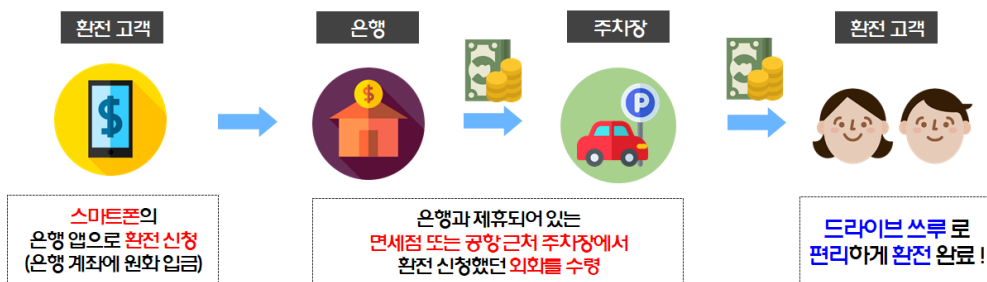 환전 고객
은행
주차장
환전 고객
$
$
P
스마트폰의
은행 앱으로 환전 신청
(은행 계좌에 원화 입금)
은행과 제휴되어 있는
면세점 또는 공항 근처 주차장에서
환전 신청했던 외화를 수령
드라이브 쓰루 로
편리하게 환전 완료 !